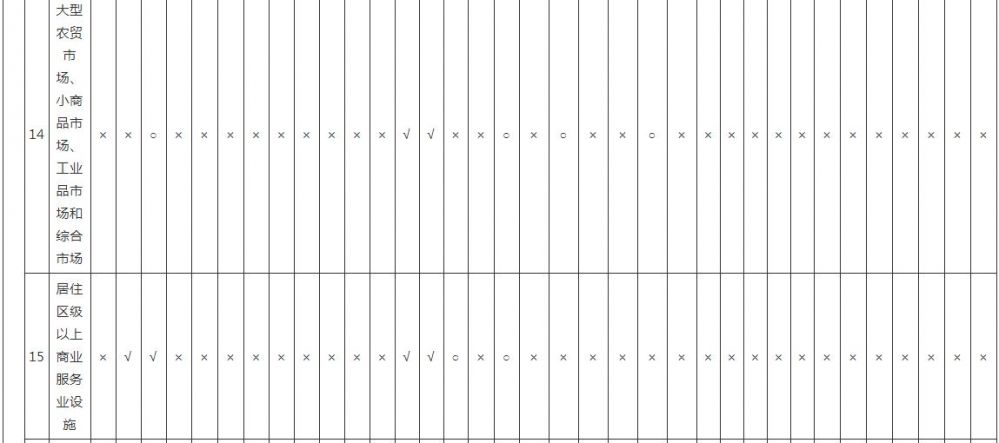 大型
农贸
市
场、
小商
品市
场、
工业
品市
场和
综合
市场
14 × × ○ × × × × × × × × × √ √ × × ○ × ○ × × ○ × × × × × × × × × × × × ×
居住
区级
以上
商业
服务
业设
施
15 × √ √ × × × × × × × × × √ √ ○ × ○ × × × × × × × × × × × × × × × × × ×